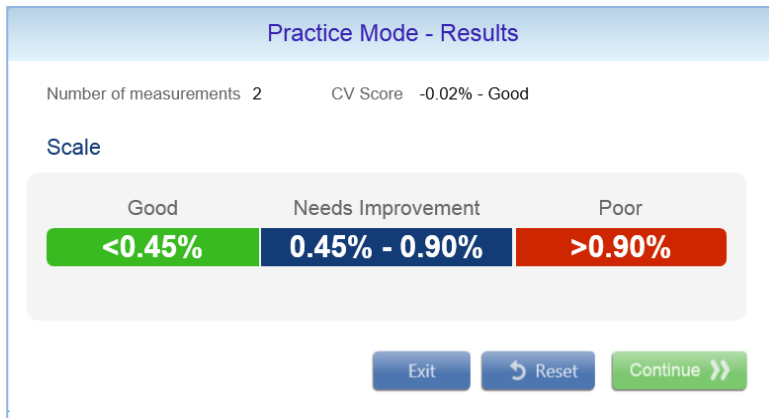 Practice Mode - Results
Number of measurements 2 CV Score -0.02% - Good
Scale
Good Needs Improvement Poor
<0.45% 0.45% - 0.90% >0.90%
Exit Reset Continue